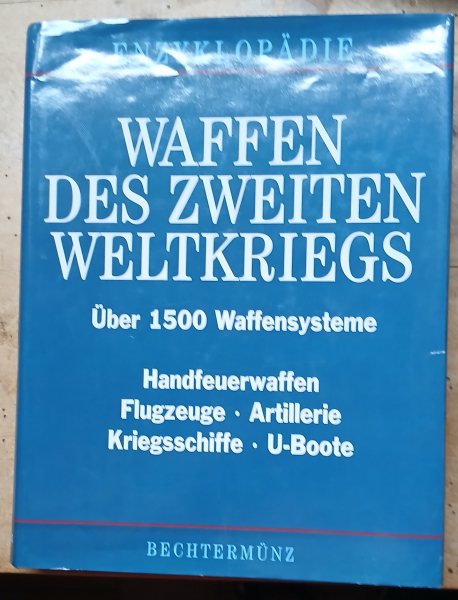 ENZYKLOPÄDIE
WAFFEN
DES ZWEITEN
WELTKRIEGS
Über 1500 Waffensysteme
Handfeuerwaffen
Flugzeuge · Artillerie
Kriegsschiffe · U-Boote
BECHTERMÜNZ